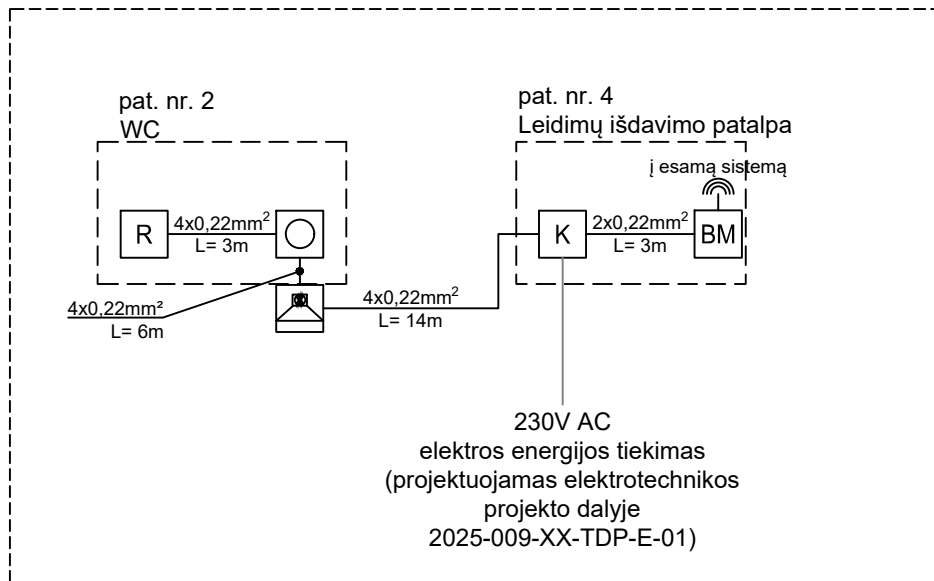 pat. nr. 2
WC
R
4x0,22mm²
L= 3m
4x0,22mm²
L= 6m
4x0,22mm²
L= 14m
pat. nr. 4
Leidimų išdavimo patalpa
į esamą sistemą
K
2x0,22mm²
L= 3m
BM
230V AC
elektros energijos tiekimas
(projektuojamas elektrotechnikos
projekto dalyje
2025-009-XX-TDP-E-01)